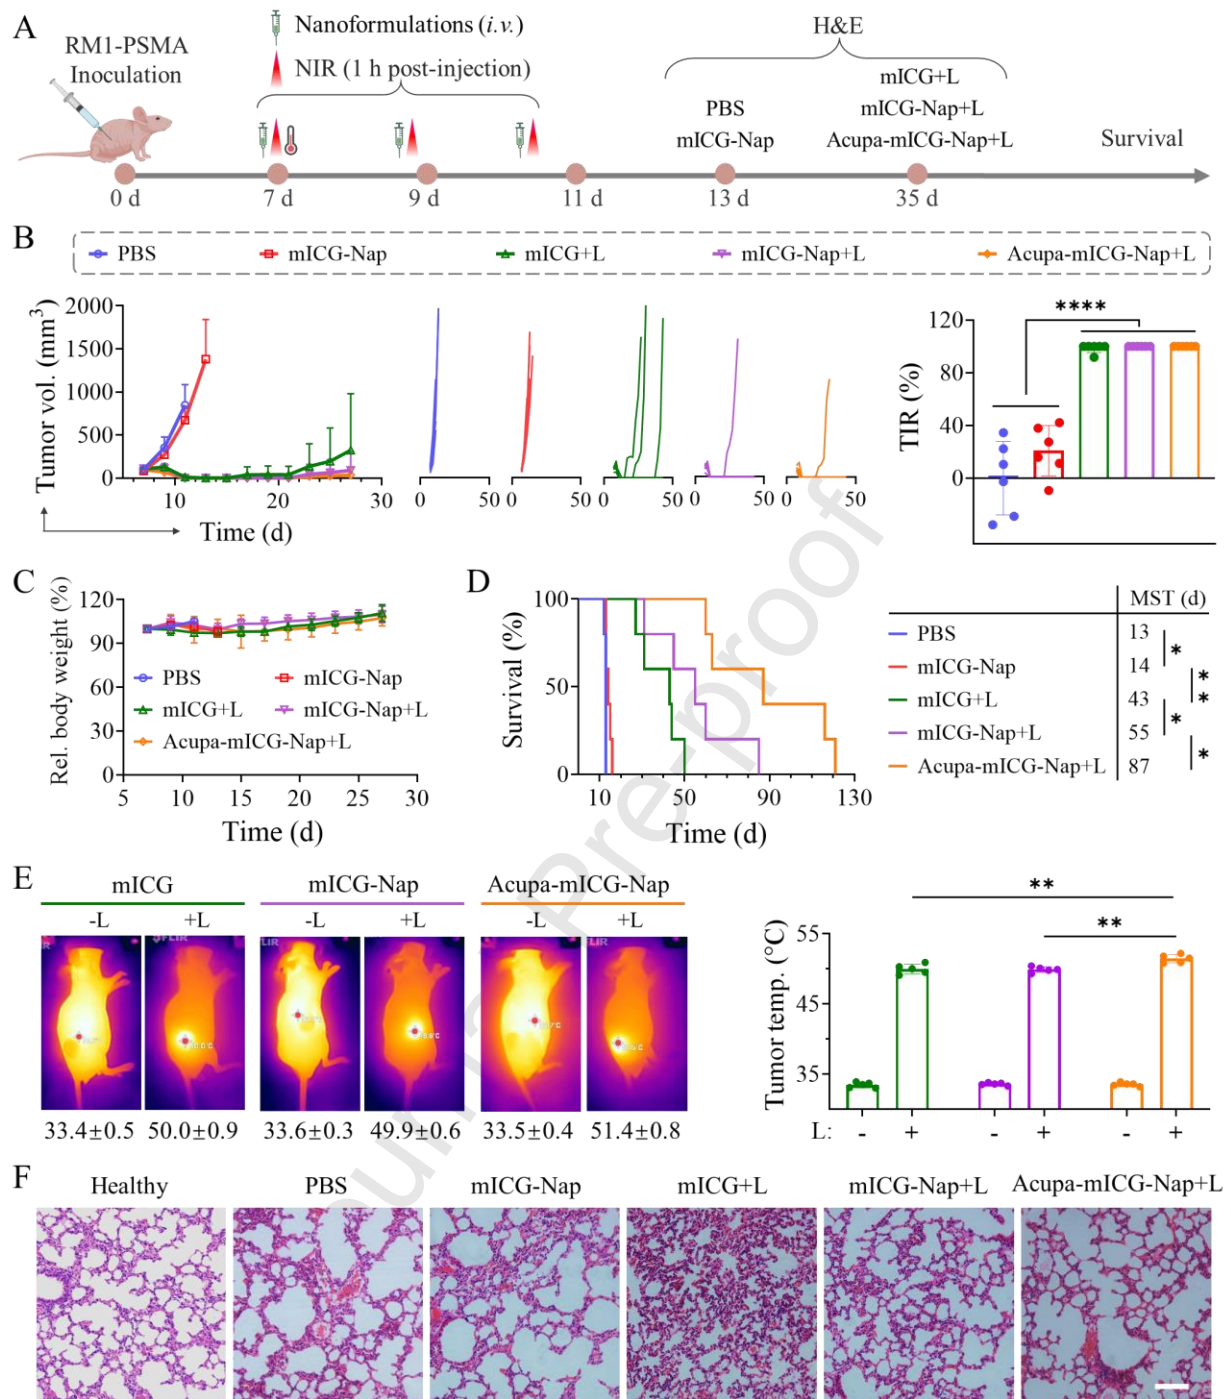 A
RM1-PSMA
Inoculation
Nanoformulations (i.v.)
NIR (1 h post-injection)
H&E
PBS
mICG-Nap
mICG+L
mICG-Nap+L
Acupa-mICG-Nap+L
Survival
0 d 7 d 9 d 11 d 13 d 35 d
B
PBS mICG-Nap mICG+L mICG-Nap+L Acupa-mICG-Nap+L
Tumor vol. (mm3)
2000
1500
1000
500
0
10 20 30
0 50 0 50 0 50 0 50 0 50
Time (d)
TIR (%)
120
80
40
0
****
C
Rel. body weight (%)
120
90
60
30
0
PBS mICG-Nap
mICG+L mICG-Nap+L
Acupa-mICG-Nap+L
5 10 15 20 25 30
Time (d)
D
Survival (%)
100
50
0
10 50 90 130
Time (d)
MST (d)
PBS 13
mICG-Nap 14
mICG+L 43
mICG-Nap+L 55
Acupa-mICG-Nap+L 87
*
**
*
*
E
mICG mICG-Nap Acupa-mICG-Nap
-L +L -L +L -L +L
33.4±0.5 50.0±0.9 33.6±0.3 49.9±0.6 33.5±0.4 51.4±0.8
Tumor temp. (°C)
55
45
35
**
**
L: - + - + - +
F
Healthy PBS mICG-Nap mICG+L mICG-Nap+L Acupa-mICG-Nap+L
Pre-proof